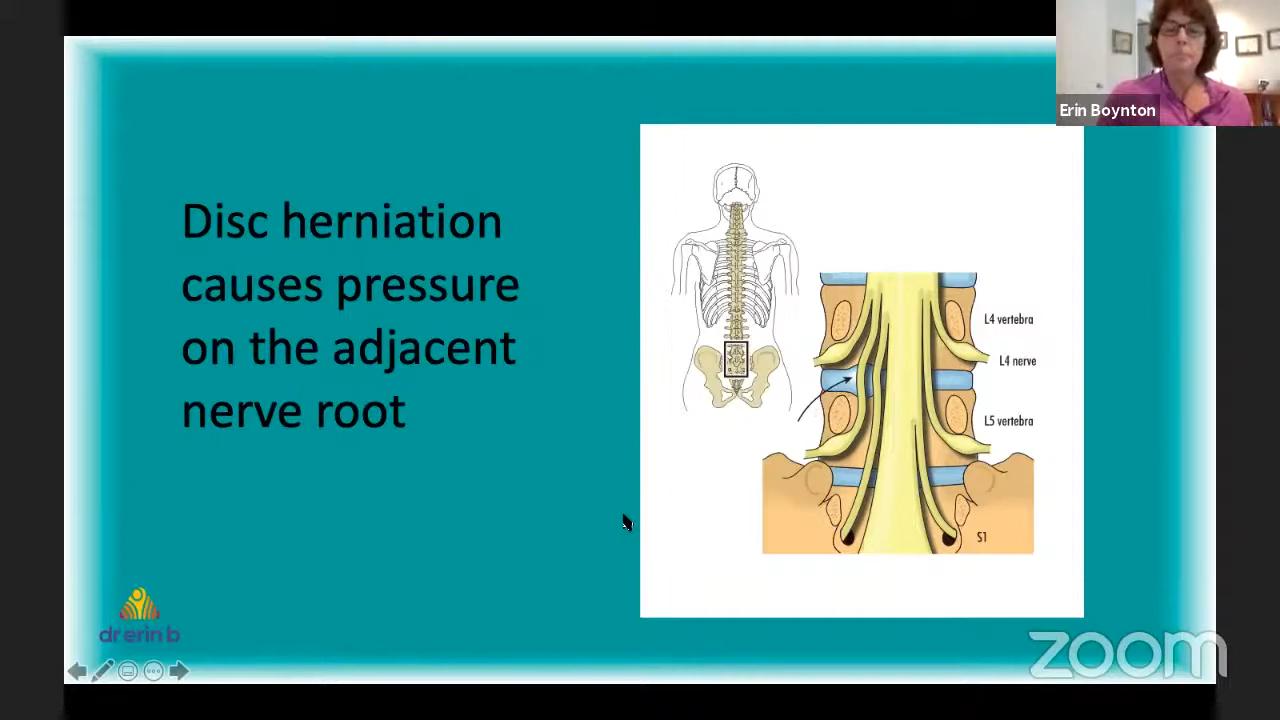 Erin Boynton
Disc herniation
causes pressure
on the adjacent
nerve root
L4 vertebra
L4 nerve
L5 vertebra
S1
dr erin b
zoom